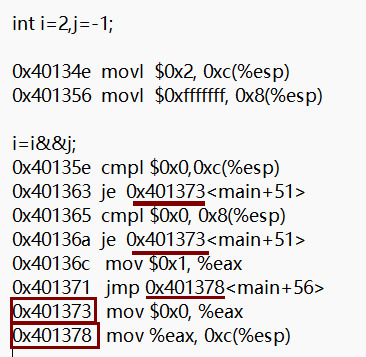 int i=2,j=-1;
0x40134e movl $0x2, 0xc(%esp)
0x401356 movl $0xfffffff, 0x8(%esp)
i=i&&j;
0x40135e cmpl $0x0,0xc(%esp)
0x401363 je 0x401373<main+51>
0x401365 cmpl $0x0, 0x8(%esp)
0x40136a je 0x401373<main+51>
0x40136c mov $0x1, %eax
0x401371 jmp 0x401378<main+56>
0x401373 mov $0x0, %eax
0x401378 mov %eax, 0xc(%esp)